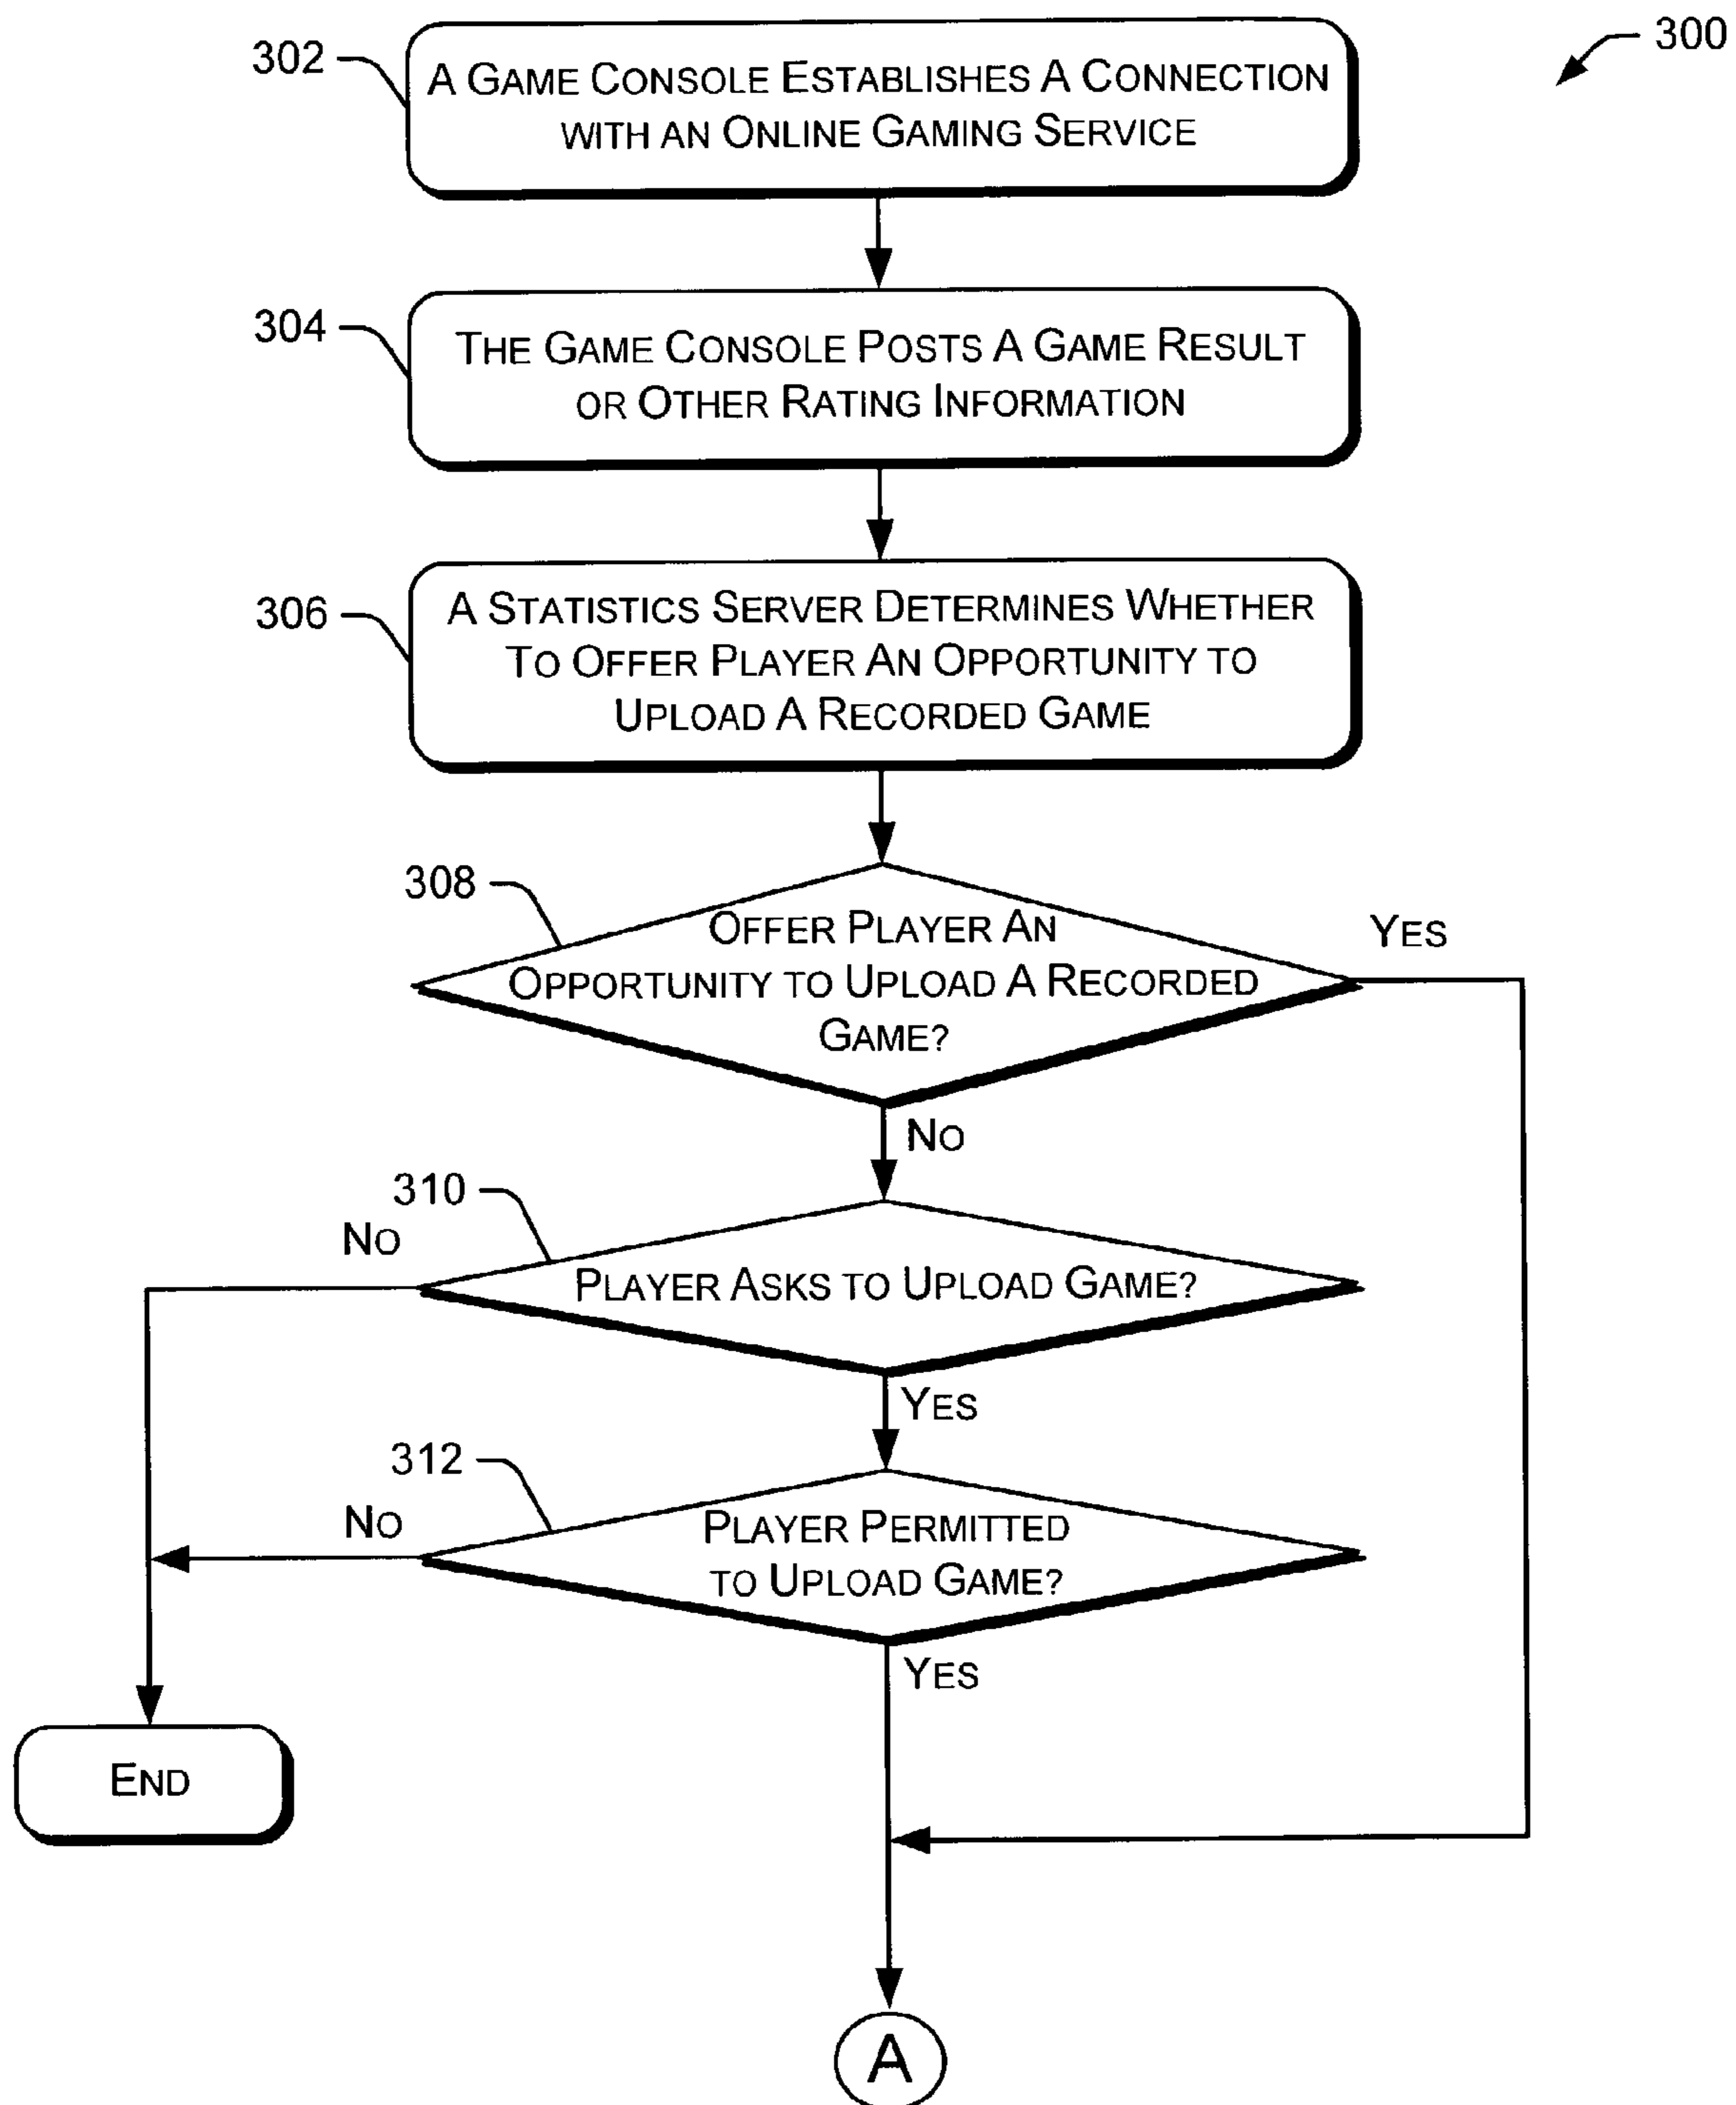 300
302
A GAME CONSOLE ESTABLISHES A CONNECTION
WITH AN ONLINE GAMING SERVICE
304
THE GAME CONSOLE POSTS A GAME RESULT
OR OTHER RATING INFORMATION
306
A STATISTICS SERVER DETERMINES WHETHER
TO OFFER PLAYER AN OPPORTUNITY TO
UPLOAD A RECORDED GAME
308
OFFER PLAYER AN
OPPORTUNITY TO UPLOAD A RECORDED
GAME?
YES
NO
310
NO
PLAYER ASKS TO UPLOAD GAME?
YES
312
NO
PLAYER PERMITTED
TO UPLOAD GAME?
YES
END
A